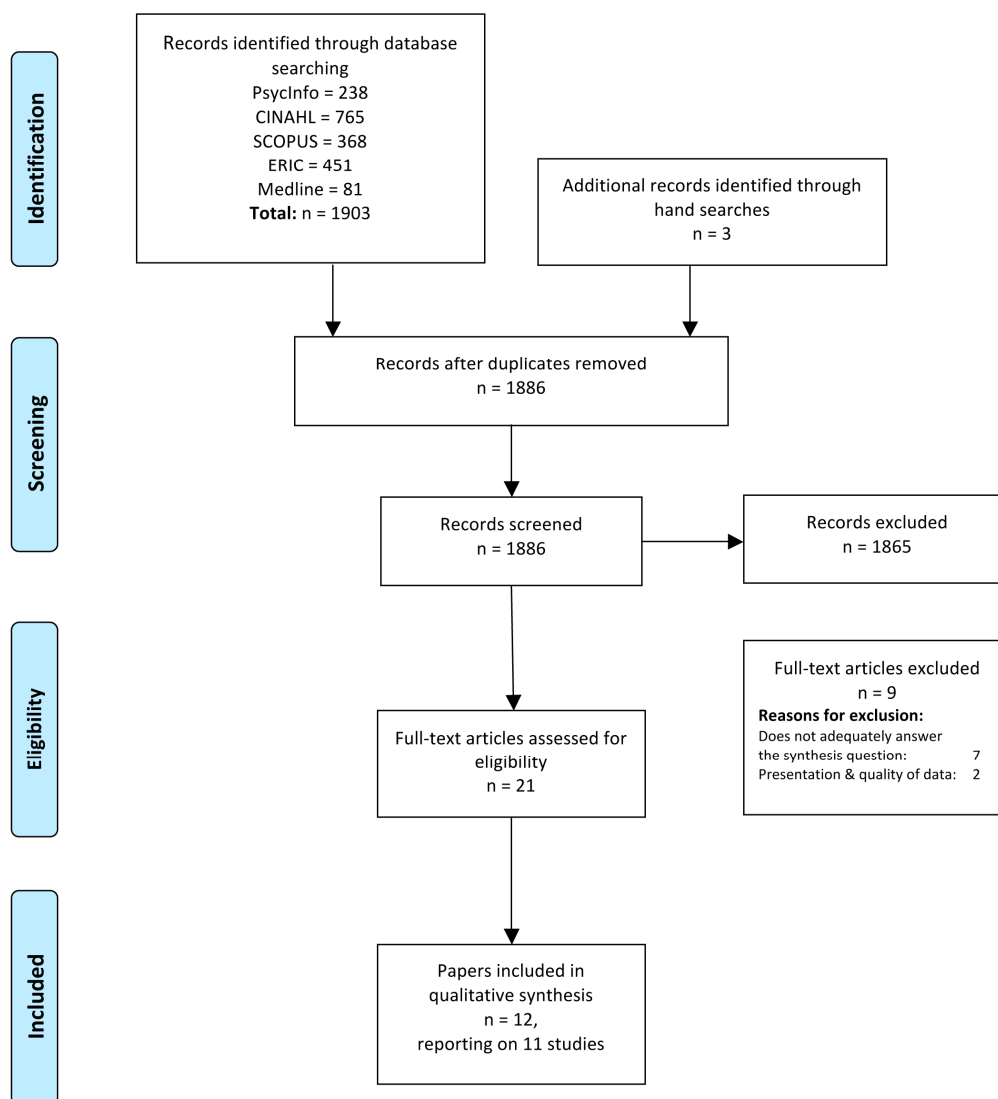 Identification
Records identified through database
searching
PsycInfo = 238
CINAHL = 765
SCOPUS = 368
ERIC = 451
Medline = 81
Total: n = 1903
Additional records identified through
hand searches
n = 3
Screening
Records after duplicates removed
n = 1886
Records screened
n = 1886
Records excluded
n = 1865
Eligibility
Full-text articles assessed for
eligibility
n = 21
Full-text articles excluded
n = 9
Reasons for exclusion:
Does not adequately answer
the synthesis question: 7
Presentation & quality of data: 2
Included
Papers included in
qualitative synthesis
n = 12,
reporting on 11 studies